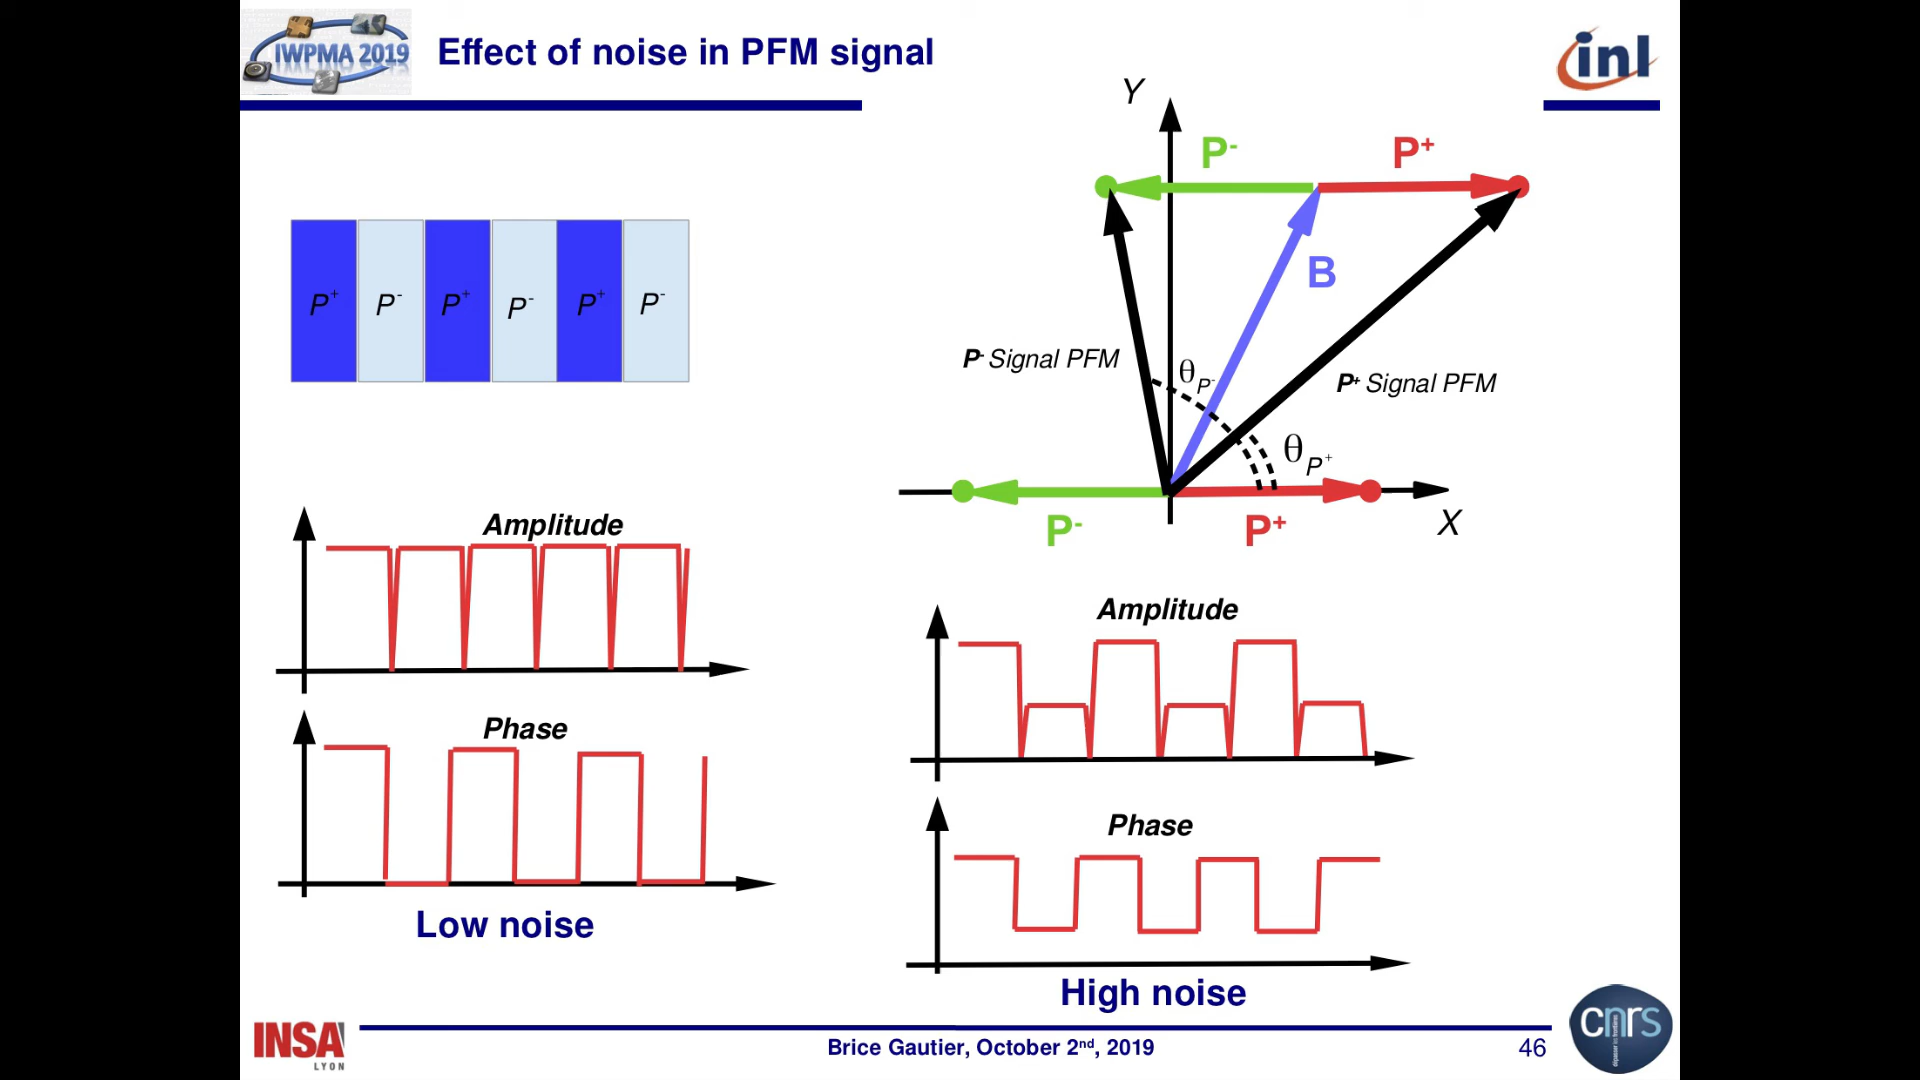 IWPMA 2019
Effect of noise in PFM signal
inl
Y
P-
P+
B
P+ P- P+ P- P+ P-
P- Signal PFM
θP-
P+ Signal PFM
θP+
P-
P+
X
Amplitude
Phase
Low noise
Amplitude
Phase
High noise
INSA
LYON
Brice Gautier, October 2nd, 2019
46
cnrs